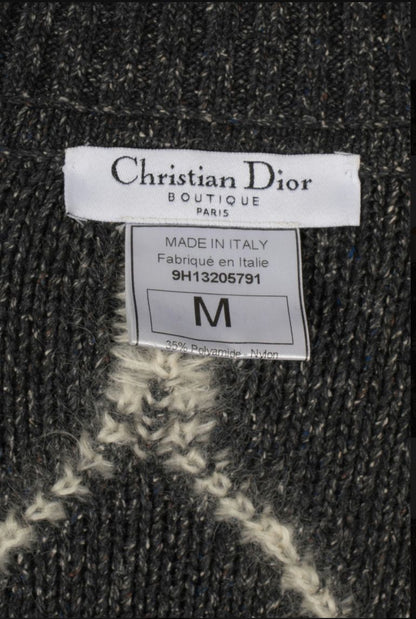 Christian Dior
BOUTIQUE
PARIS
MADE IN ITALY
Fabriqué en Italie
9H13205791
M
35% Polyamide - Nylon